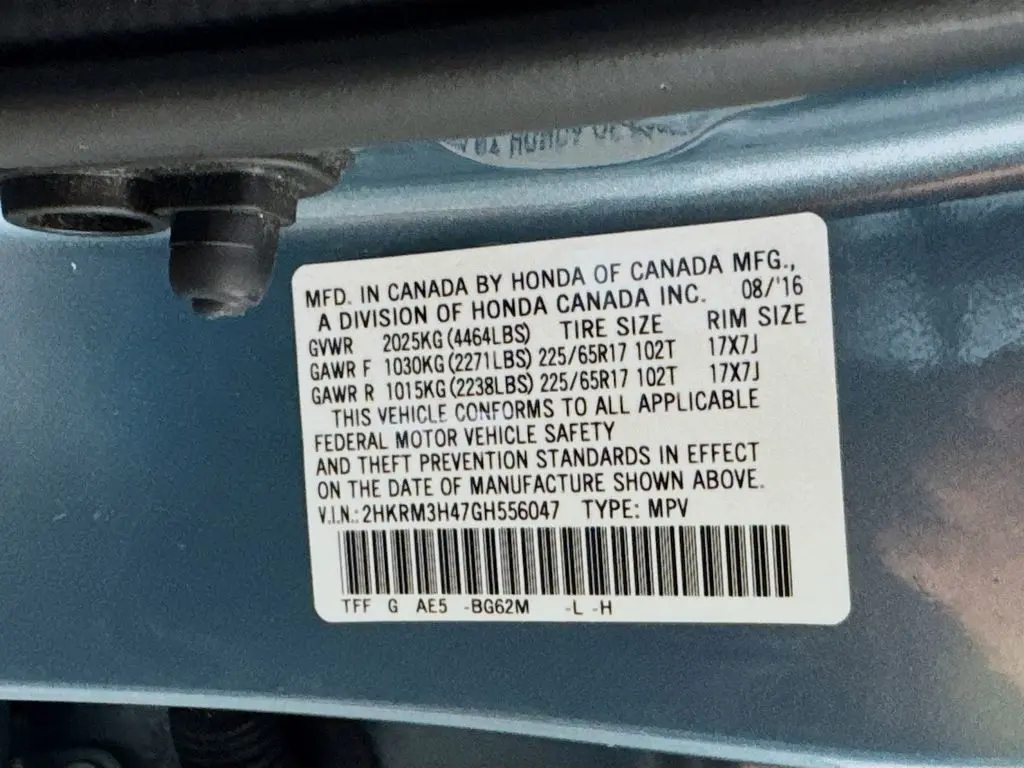 MFD. IN CANADA BY HONDA OF CANADA MFG.,
A DIVISION OF HONDA CANADA INC. 08/'16
GVWR 2025KG (4464LBS) TIRE SIZE RIM SIZE
GAWR F 1030KG (2271LBS) 225/65R17 102T 17X7J
GAWR R 1015KG (2238LBS) 225/65R17 102T 17X7J
THIS VEHICLE CONFORMS TO ALL APPLICABLE
FEDERAL MOTOR VEHICLE SAFETY
AND THEFT PREVENTION STANDARDS IN EFFECT
ON THE DATE OF MANUFACTURE SHOWN ABOVE.
V.I.N.: 2HKRM3H47GH556047 TYPE: MPV
TFF G AE5 -BG62M -L -H